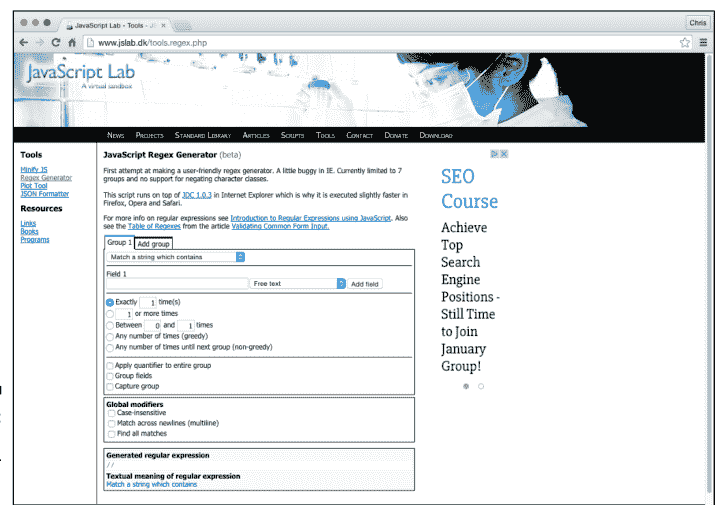 JavaScript Lab - Tools - JS
Chris
www.jslab.dk/tools.regex.php
JavaScript Lab
A virtual sandbox
News Projects Standard Library Articles Scripts Tools Contact Donate Download
Tools
Minify JS
Regex Generator
Plot Tool
JSON Formatter
Resources
Links
Books
Programs
JavaScript Regex Generator (beta)
First attempt at making a user-friendly regex generator. A little buggy in IE. Currently limited to 7
groups and no support for negating character classes.
This script runs on top of JDC 1.0.3 in Internet Explorer which is why it is executed slightly faster in
Firefox, Opera and Safari.
For more info on regular expressions see Introduction to Regular Expressions using JavaScript. Also
see the Table of Regexes from the article Validating Common Form Input.
Group 1 Add group
Match a string which contains
Field 1
Free text Add field
Exactly 1 time(s)
1 or more times
Between 0 and 1 times
Any number of times (greedy)
Any number of times until next group (non-greedy)
Apply quantifier to entire group
Group fields
Capture group
Global modifiers
Case-insensitive
Match across newlines (multiline)
Find all matches
Generated regular expression
//
Textual meaning of regular expression
Match a string which contains
SEO
Course
Achieve
Top
Search
Engine
Positions -
Still Time
to Join
January
Group!